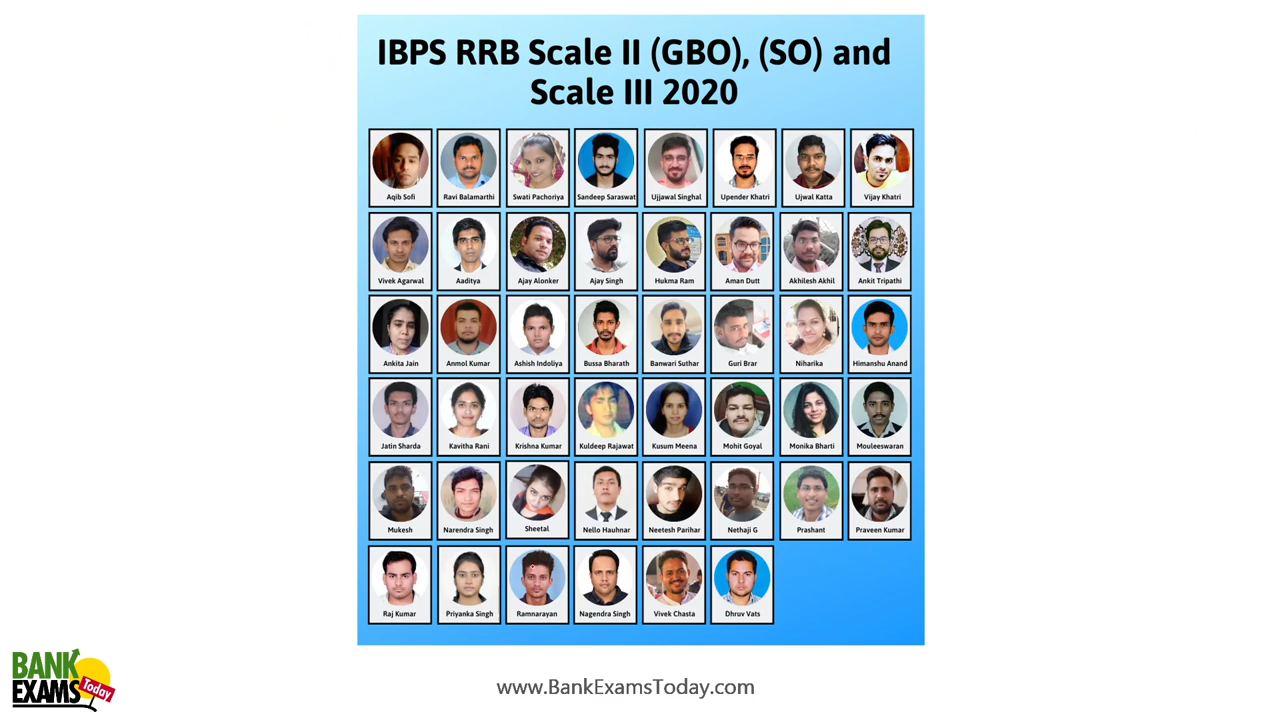 IBPS RRB Scale II (GBO), (SO) and
Scale III 2020
Aqib Sofi
Ravi Balamarthi
Swati Pachoriya
Sandeep Saraswat
Ujjawal Singhal
Upender Khatri
Ujwal Katta
Vijay Khatri
Vivek Agarwal
Aaditya
Ajay Alonker
Ajay Singh
Hukma Ram
Aman Dutt
Akhilesh Akhil
Ankit Tripathi
Ankita Jain
Anmol Kumar
Ashish Indoliya
Bussa Bharath
Banwari Suthar
Guri Brar
Niharika
Himanshu Anand
Jatin Sharda
Kavitha Rani
Krishna Kumar
Kuldeep Rajawat
Kusum Meena
Mohit Goyal
Monika Bharti
Mouleeswaran
Mukesh
Narendra Singh
Sheetal
Nello Hauhnar
Neetesh Parihar
Nethaji G
Prashant
Praveen Kumar
Raj Kumar
Priyanka Singh
Ramnarayan
Nagendra Singh
Vivek Chasta
Dhruv Vats
BANK
EXAMS
Today
www.BankExamsToday.com